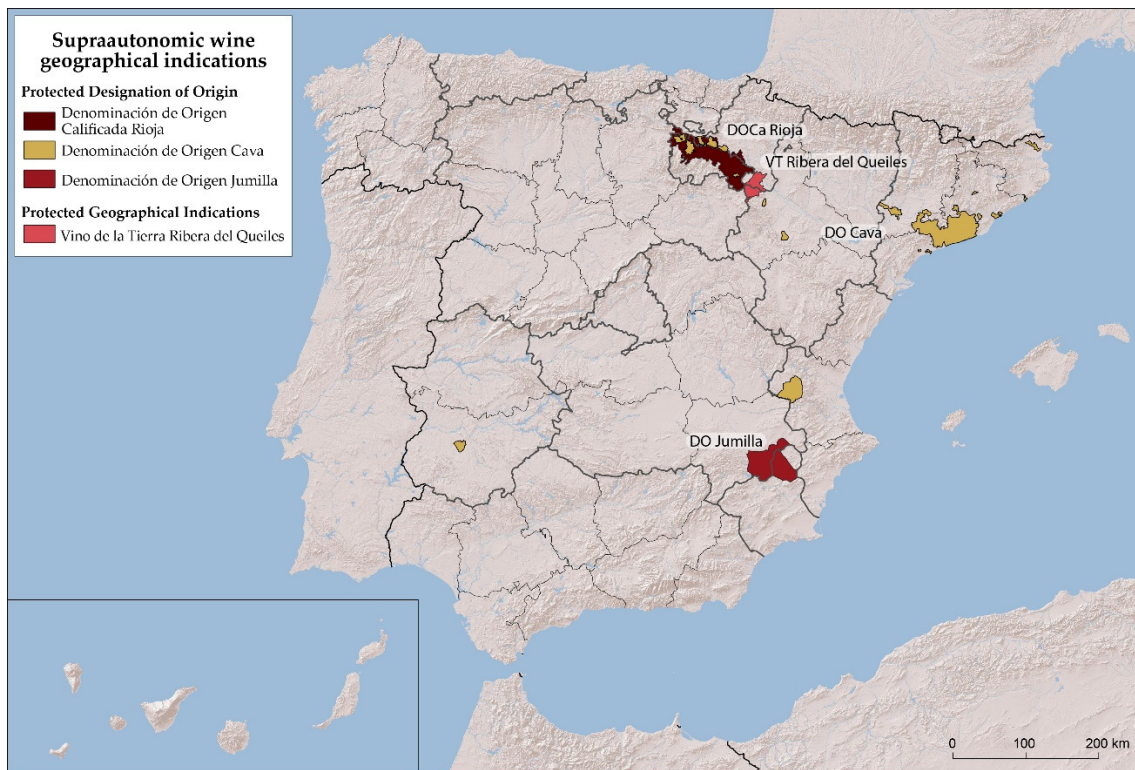 Supraautonomic wine
geographical indications
Protected Designation of Origin
Denominación de Origen
Calificada Rioja
Denominación de Origen Cava
Denominación de Origen Jumilla
Protected Geographical Indications
Vino de la Tierra Ribera del Queiles
DOCa Rioja
VT Ribera del Queiles
DO Cava
DO Jumilla
0 100 200 km